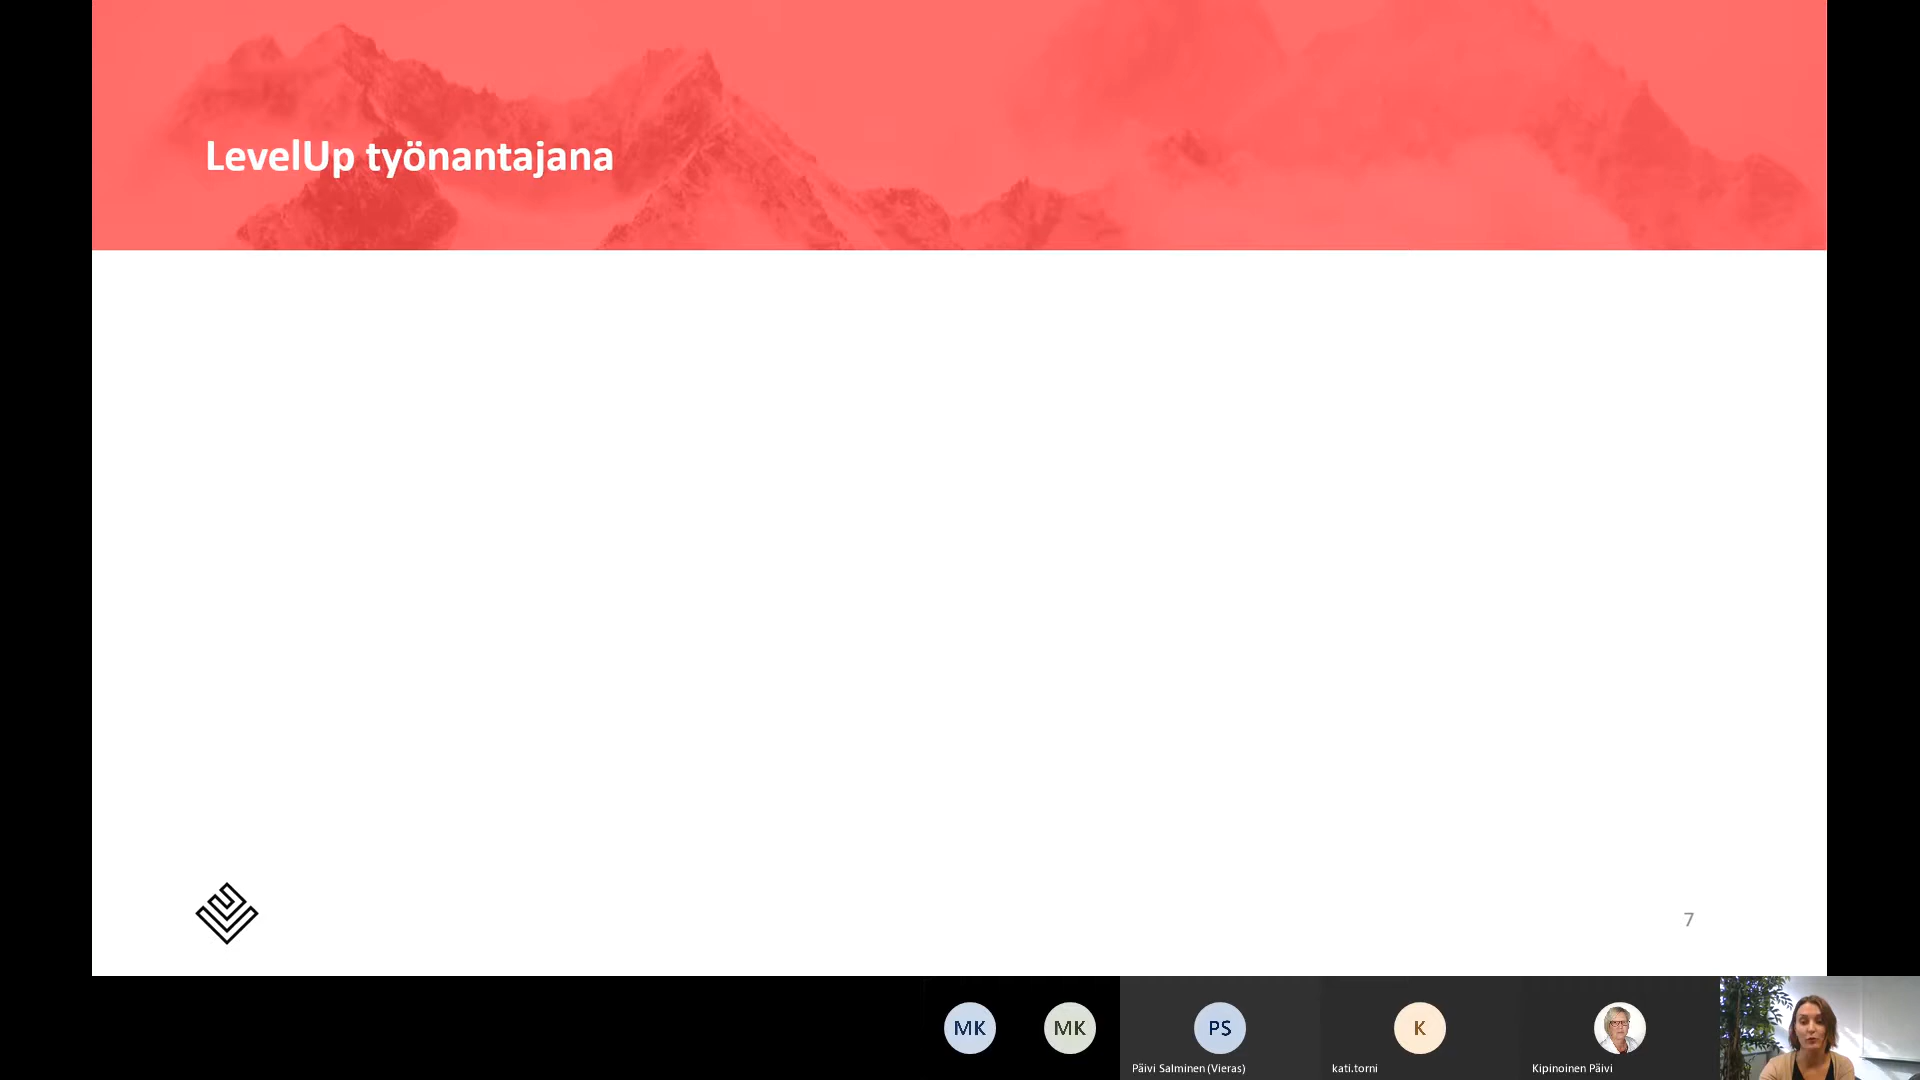 LevelUp työnantajana
7
MK
MK
PS
K
Päivi Salminen (Vieras)
kati.torni
Kipinoinen Päivi